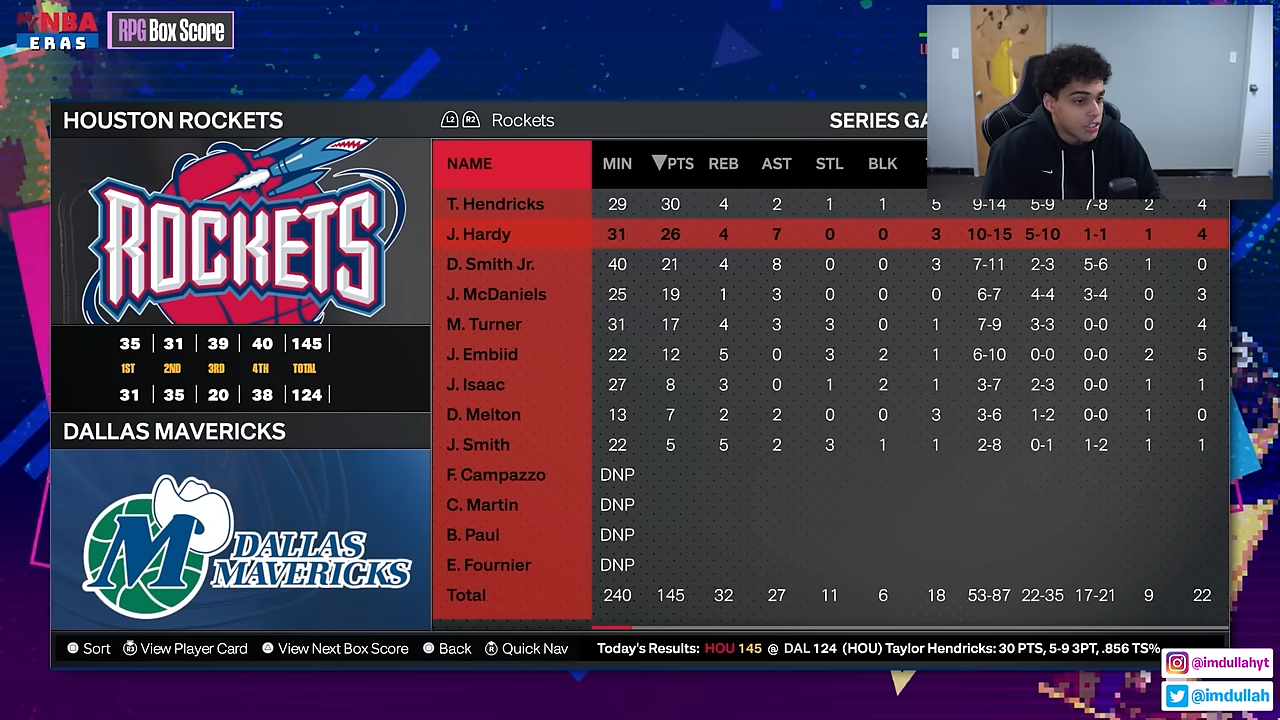 MyNBA
ERAS
RPG Box Score
HOUSTON ROCKETS
L2 R2 Rockets
SERIES GA
ROCKETS
NAME MIN PTS REB AST STL BLK
T. Hendricks 29 30 4 2 1 1 5 9-14 5-9 7-8 2 4
J. Hardy 31 26 4 7 0 0 3 10-15 5-10 1-1 1 4
D. Smith Jr. 40 21 4 8 0 0 3 7-11 2-3 5-6 1 0
J. McDaniels 25 19 1 3 0 0 0 6-7 4-4 3-4 0 3
M. Turner 31 17 4 3 3 0 1 7-9 3-3 0-0 0 4
J. Embiid 22 12 5 0 3 2 1 6-10 0-0 0-0 2 5
J. Isaac 27 8 3 0 1 2 1 3-7 2-3 0-0 1 1
D. Melton 13 7 2 2 0 0 3 3-6 1-2 0-0 1 0
J. Smith 22 5 5 2 3 1 1 2-8 0-1 1-2 1 1
F. Campazzo DNP
C. Martin DNP
B. Paul DNP
E. Fournier DNP
Total 240 145 32 27 11 6 18 53-87 22-35 17-21 9 22
35 31 39 40 145
1ST 2ND 3RD 4TH TOTAL
31 35 20 38 124
DALLAS MAVERICKS
M DALLAS
MAVERICKS
Sort R3 View Player Card View Next Box Score Back R Quick Nav
Today's Results: HOU 145 @ DAL 124 (HOU) Taylor Hendricks: 30 PTS, 5-9 3PT, .856 TS%
@imdullahyt
@imdullah